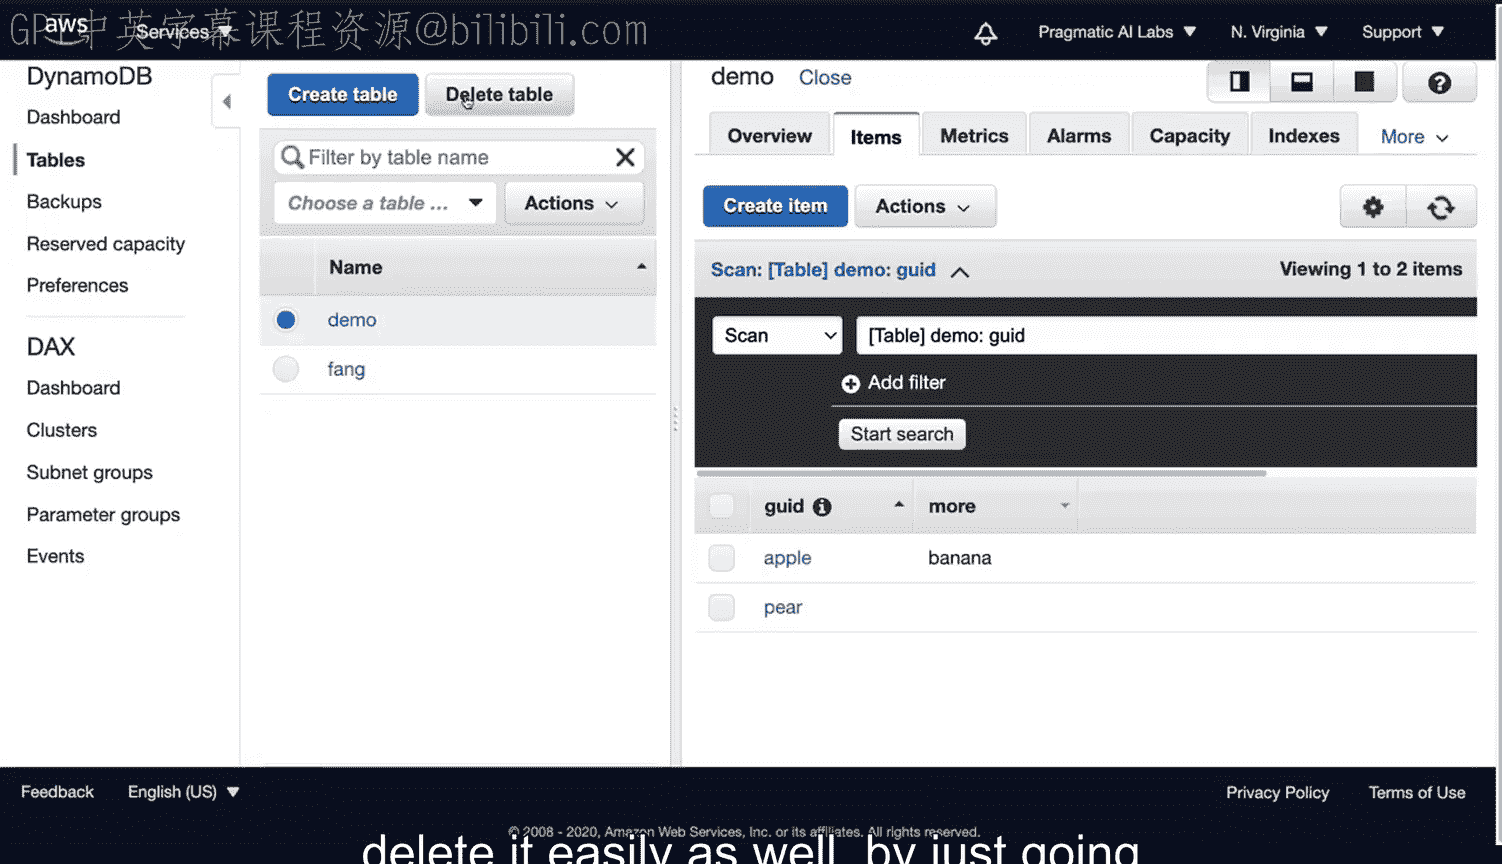 GPT中英字幕课程资源@bilibili.com
aws Services Pragmatic AI Labs N. Virginia Support
DynamoDB
Dashboard
Tables
Backups
Reserved capacity
Preferences
DAX
Dashboard
Clusters
Subnet groups
Parameter groups
Events
Create table Delete table
Filter by table name
Choose a table ... Actions
Name
demo
fang
demo Close
Overview Items Metrics Alarms Capacity Indexes More
Create item Actions
Scan: [Table] demo: guid Viewing 1 to 2 items
Scan [Table] demo: guid
Add filter
Start search
guid more
apple banana
pear
Feedback English (US) Privacy Policy Terms of Use
© 2008 - 2020, Amazon Web Services, Inc. or its affiliates. All rights reserved.
delete it easily as well, by just going